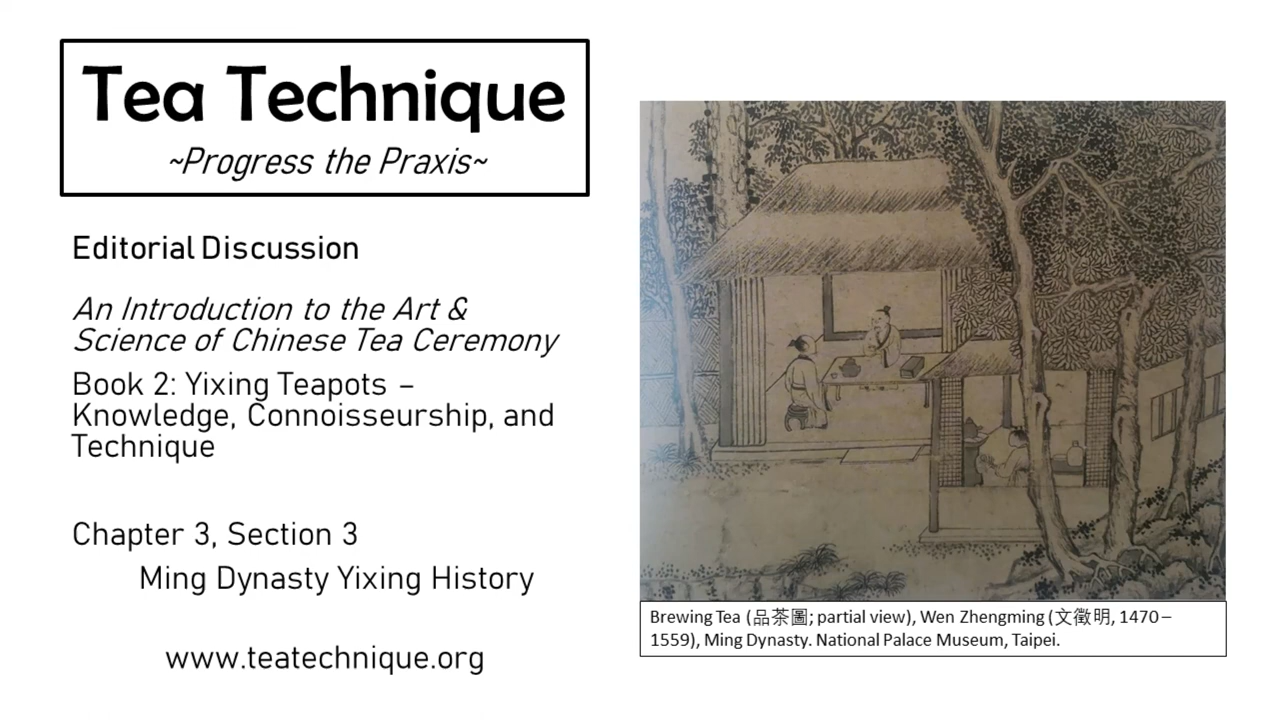 Tea Technique
~Progress the Praxis~
Editorial Discussion
An Introduction to the Art &
Science of Chinese Tea Ceremony
Book 2: Yixing Teapots –
Knowledge, Connoisseurship, and
Technique
Chapter 3, Section 3
Ming Dynasty Yixing History
www.teatechnique.org
Brewing Tea (品茶圖; partial view), Wen Zhengming (文徵明, 1470 –
1559), Ming Dynasty. National Palace Museum, Taipei.